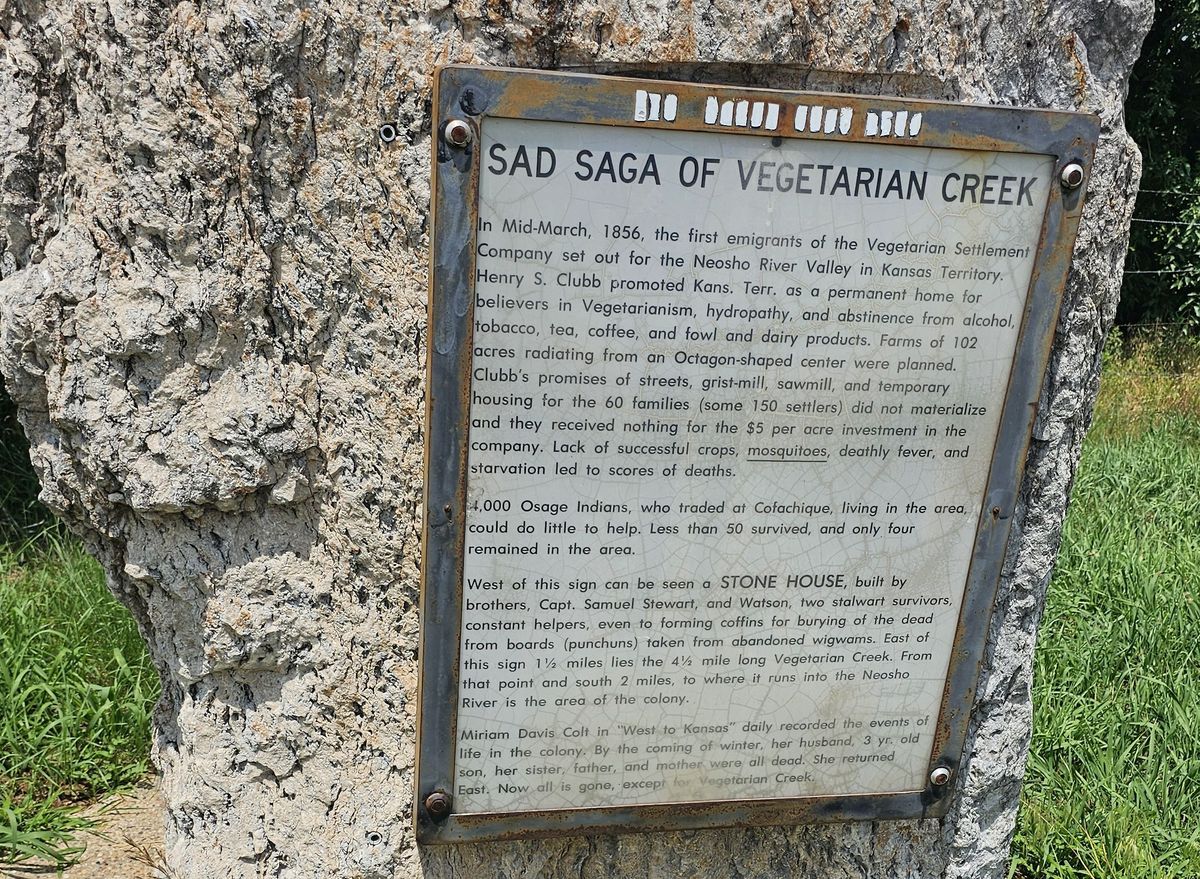 SAD SAGA OF VEGETARIAN CREEK
In Mid-March, 1856, the first emigrants of the Vegetarian Settlement
Company set out for the Neosho River Valley in Kansas Territory.
Henry S. Clubb promoted Kans. Terr. as a permanent home for
believers in Vegetarianism, hydropathy, and abstinence from alcohol,
tobacco, tea, coffee, and fowl and dairy products. Farms of 102
acres radiating from an Octagon-shaped center were planned.
Clubb's promises of streets, grist-mill, sawmill, and temporary
housing for the 60 families (some 150 settlers) did not materialize
and they received nothing for the $5 per acre investment in the
company. Lack of successful crops, mosquitoes, deathly fever, and
starvation led to scores of deaths.
4,000 Osage Indians, who traded at Cofachique, living in the area,
could do little to help. Less than 50 survived, and only four
remained in the area.
West of this sign can be seen a STONE HOUSE, built by
brothers, Capt. Samuel Stewart, and Watson, two stalwart survivors,
constant helpers, even to forming coffins for burying of the dead
from boards (punchuns) taken from abandoned wigwams. East of
this sign 1½ miles lies the 4½ mile long Vegetarian Creek. From
that point and south 2 miles, to where it runs into the Neosho
River is the area of the colony.
Miriam Davis Colt in "West to Kansas" daily recorded the events of
life in the colony. By the coming of winter, her husband, 3 yr. old
son, her sister, father, and mother were all dead. She returned
East. Now all is gone, except for Vegetarian Creek.